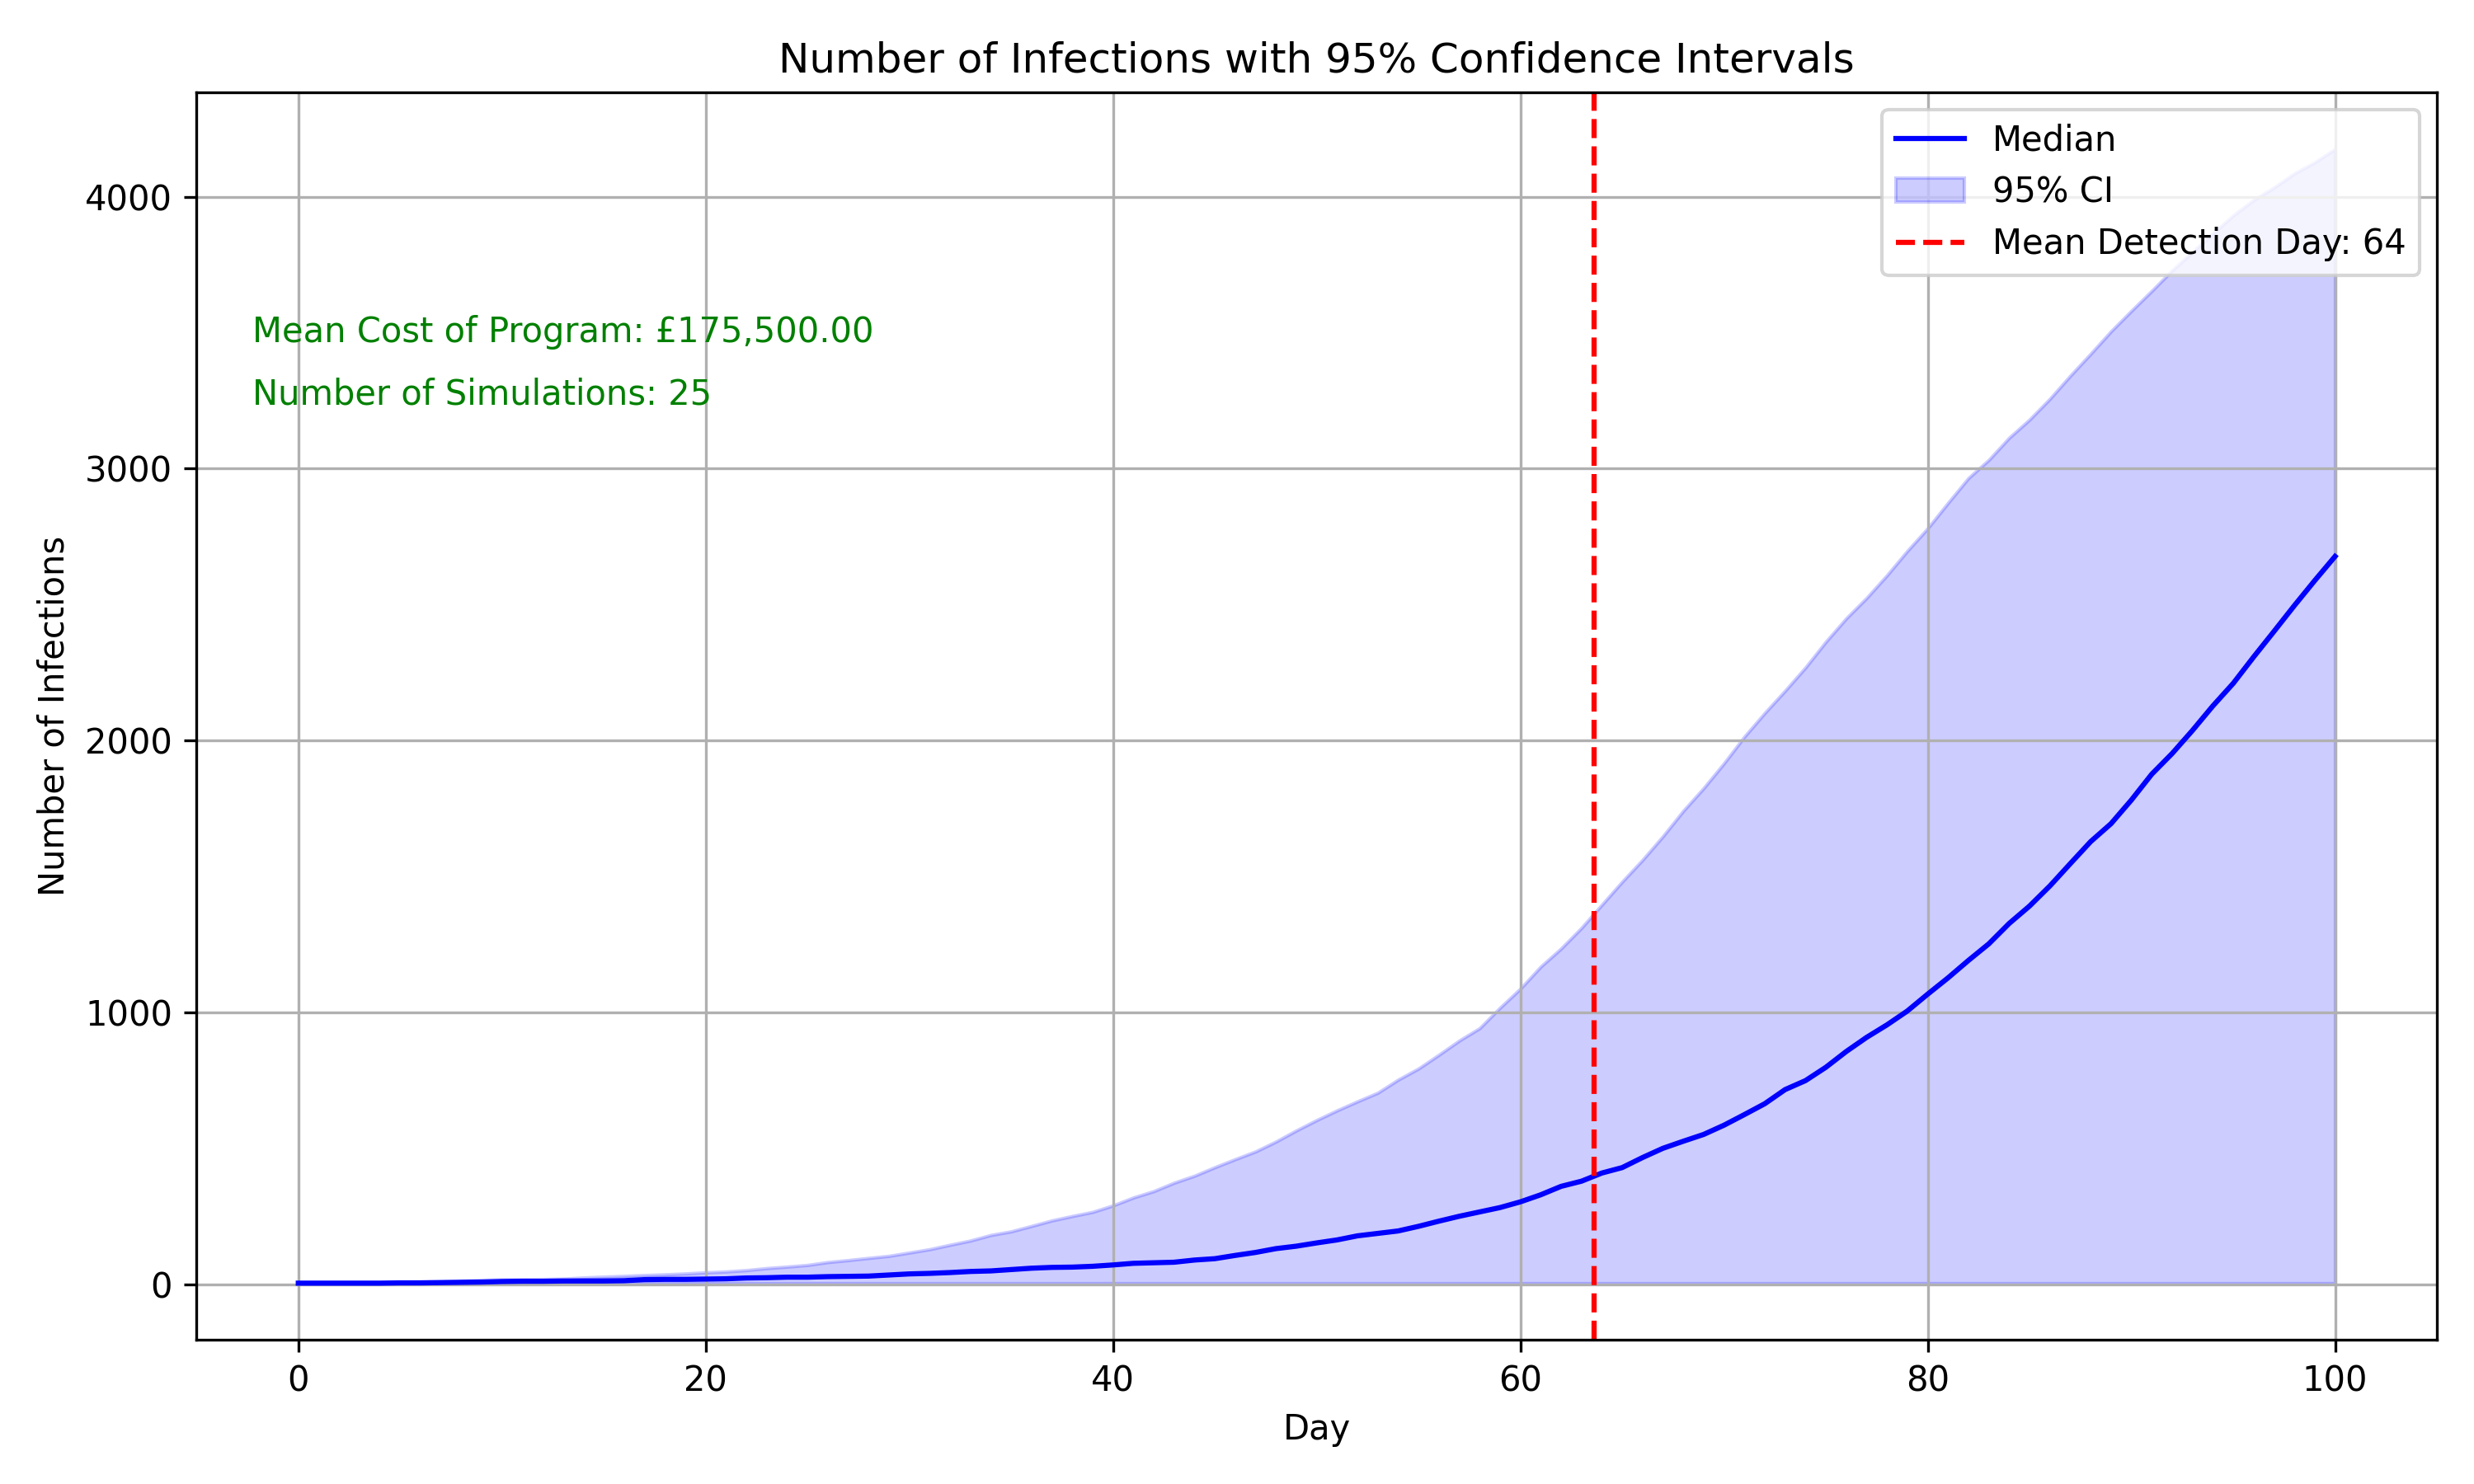 Number of Infections with 95% Confidence Intervals
Median
95% CI
Mean Detection Day: 64
Mean Cost of Program: £175,500.00
Number of Simulations: 25
Number of Infections
4000
3000
2000
1000
0
0 20 40 60 80 100
Day